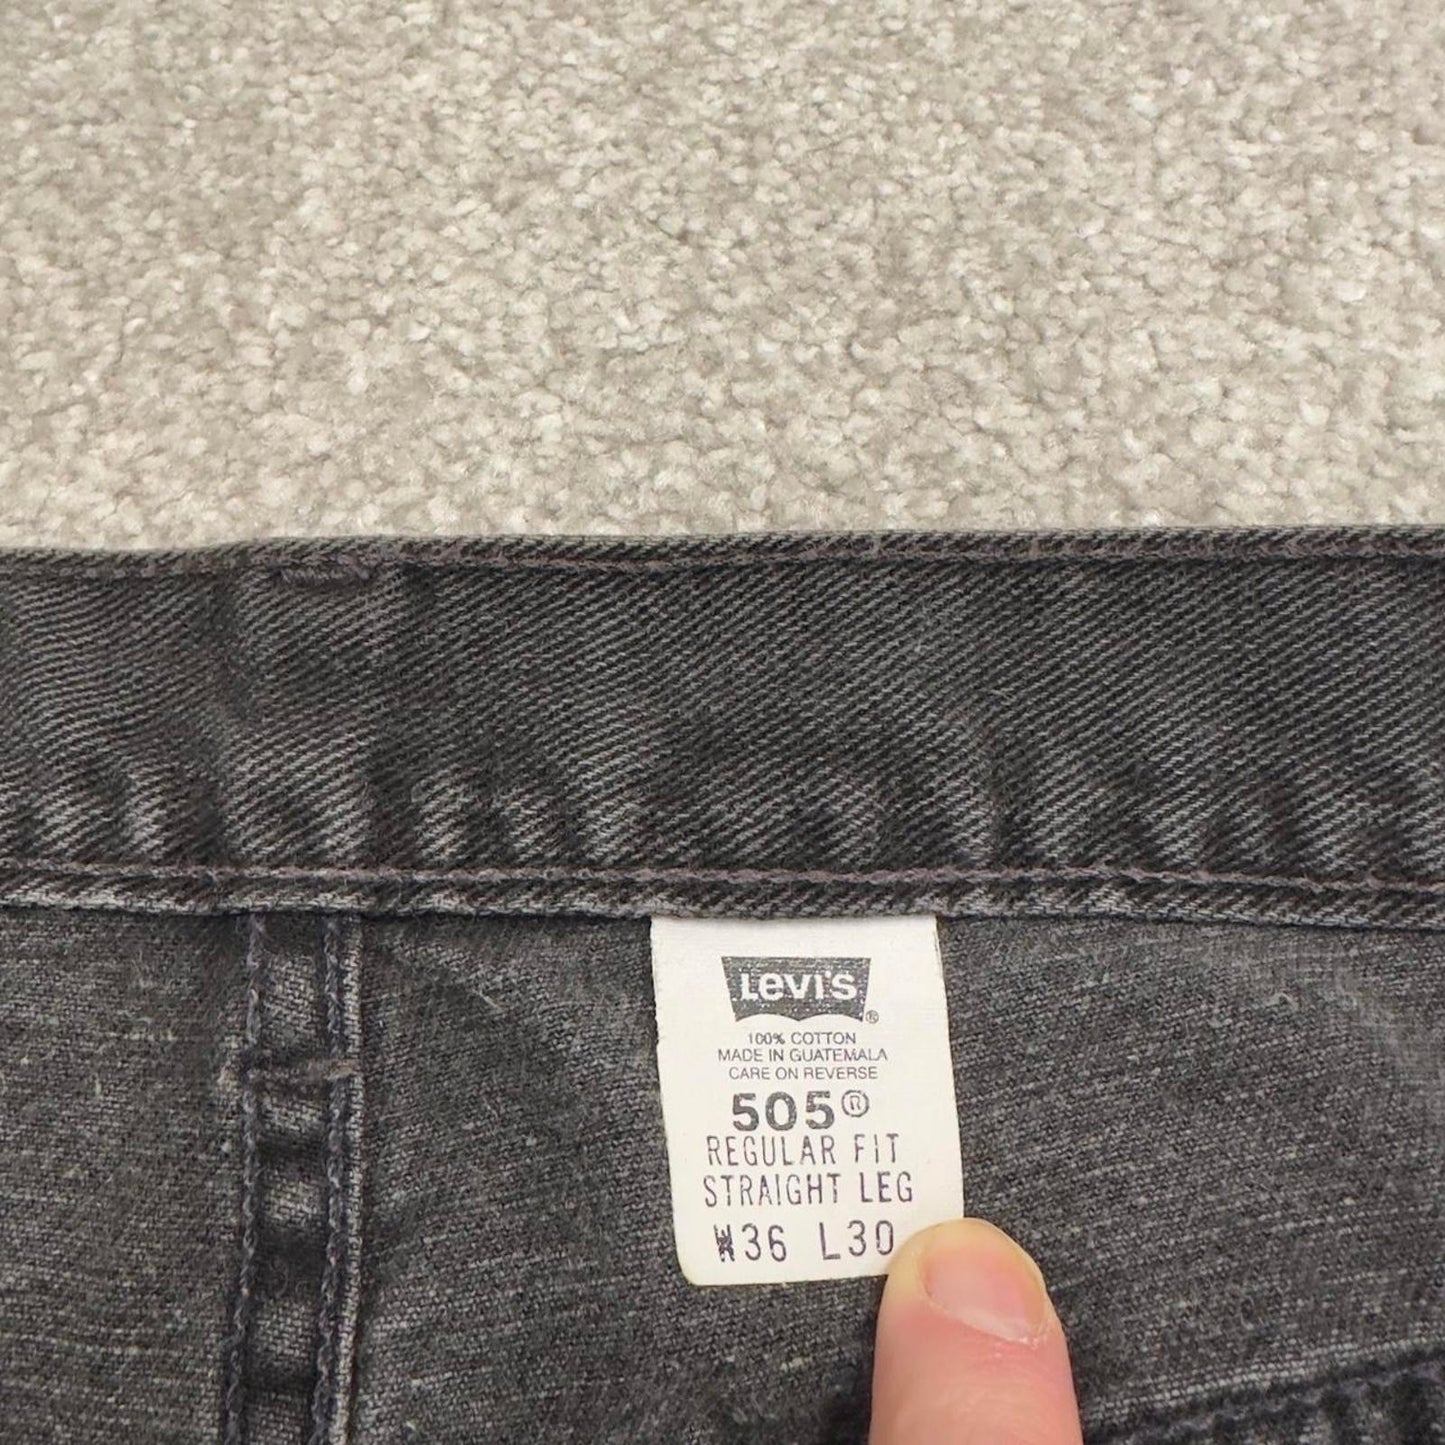 Levi's ®
100% COTTON
MADE IN GUATEMALA
CARE ON REVERSE
505®
REGULAR FIT
STRAIGHT LEG
W36 L30